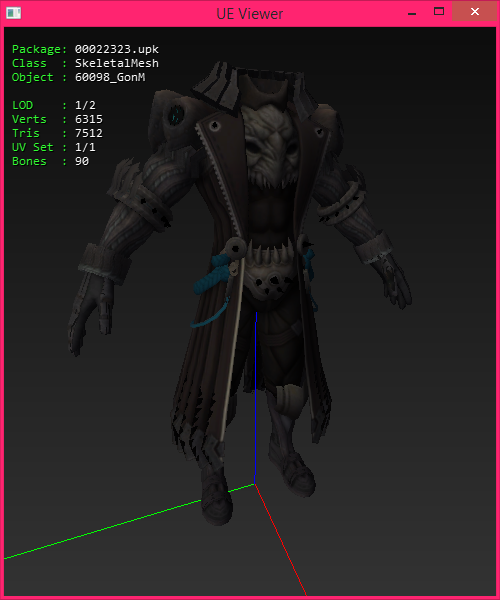 UE Viewer
Package: 00022323.upk
Class : SkeletalMesh
Object : 60098_GonM
LOD : 1/2
Verts : 6315
Tris : 7512
UV Set : 1/1
Bones : 90